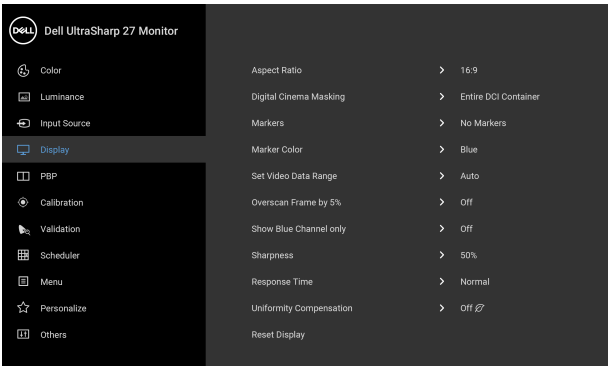 DELL Dell UltraSharp 27 Monitor
Color
Luminance
Input Source
Display
PBP
Calibration
Validation
Scheduler
Menu
Personalize
Others
Aspect Ratio 16:9
Digital Cinema Masking Entire DCI Container
Markers No Markers
Marker Color Blue
Set Video Data Range Auto
Overscan Frame by 5% Off
Show Blue Channel only Off
Sharpness 50%
Response Time Normal
Uniformity Compensation Off
Reset Display